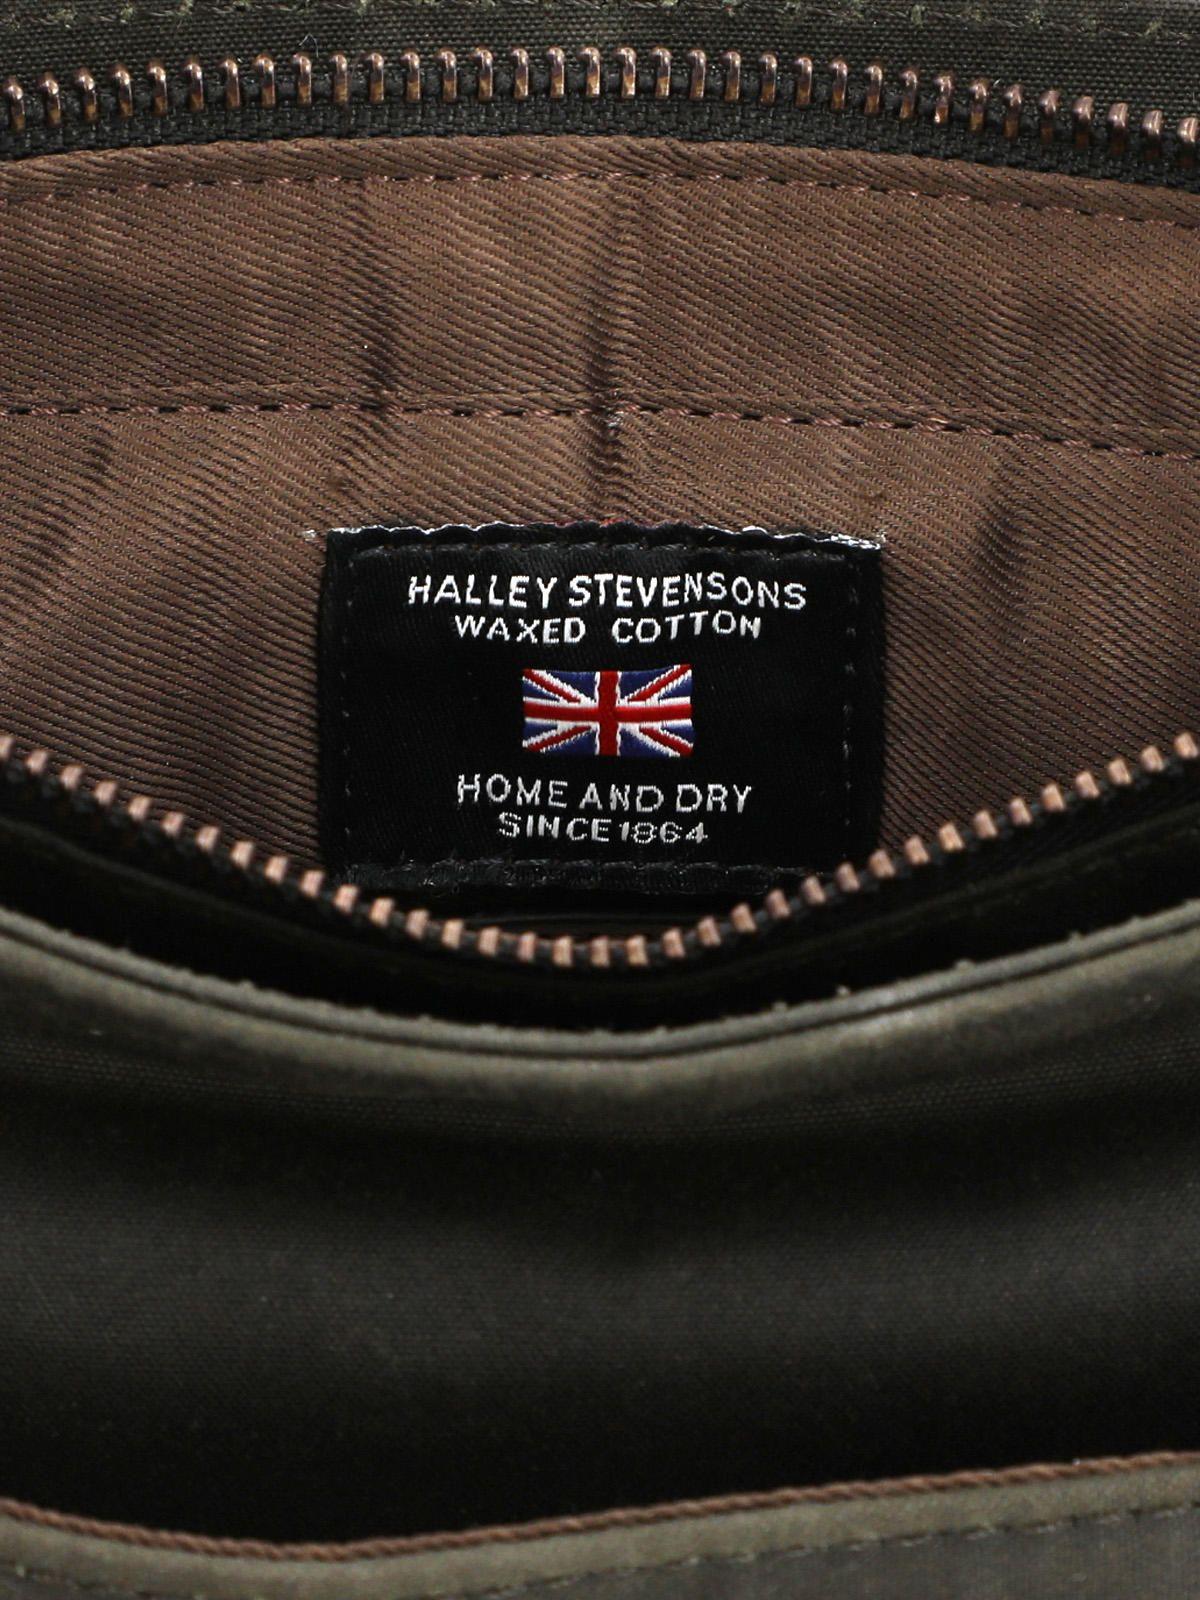 HALLEY STEVENSONS
WAXED COTTON
HOME AND DRY
SINCE 1864